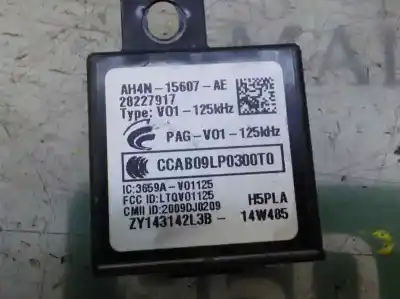 AH4N-15607-AE
28227917
Type: V01-125kHz
PAG-V01-125kHz
CCAB09LP0300T0
IC:3659A-V01125
FCC ID:LTQV01125
CMII ID:2009DJ0209
H5PLA
ZY143142L3B - 14W485